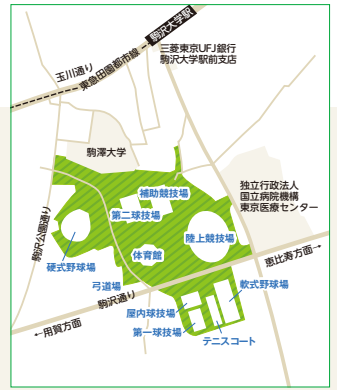 駒沢大学駅
玉川通り
東急田園都市線
三菱東京UFJ銀行
駒沢大学駅前支店
駒澤大学
補助競技場
第二球技場
独立行政法人
国立病院機構
東京医療センター
駒沢公園通り
陸上競技場
体育館
硬式野球場
弓道場
恵比寿方面→
駒沢通り
軟式野球場
屋内球技場
←用賀方面
第一球技場
テニスコート